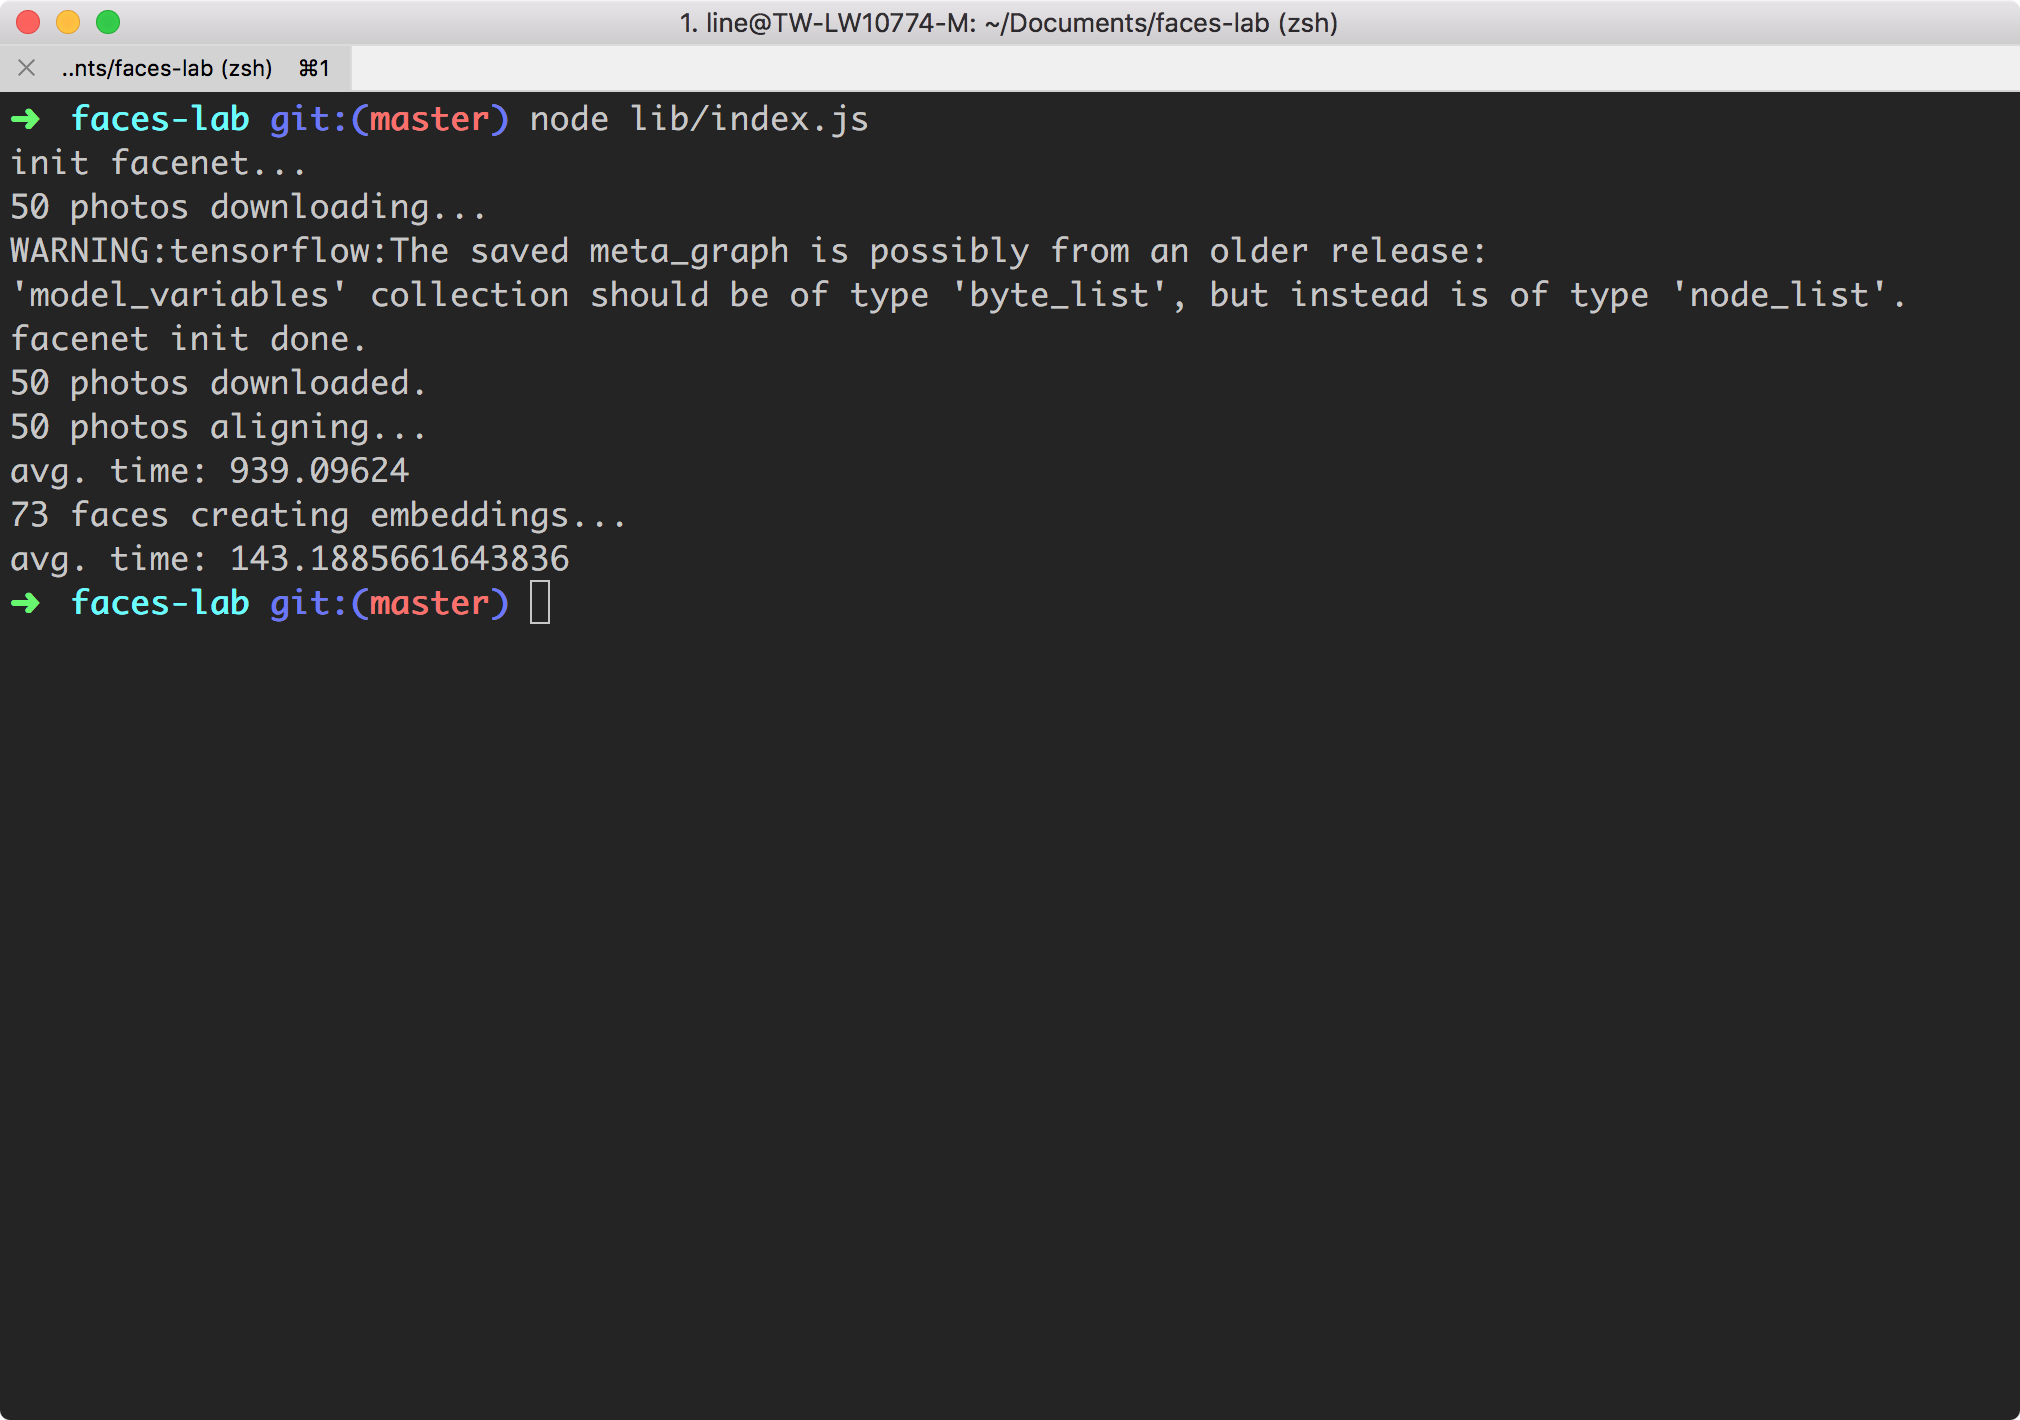 1. line@TW-LW10774-M: ~/Documents/faces-lab (zsh)
..nts/faces-lab (zsh) ⌘1
➜ faces-lab git:(master) node lib/index.js
init facenet...
50 photos downloading...
WARNING:tensorflow:The saved meta_graph is possibly from an older release:
'model_variables' collection should be of type 'byte_list', but instead is of type 'node_list'.
facenet init done.
50 photos downloaded.
50 photos aligning...
avg. time: 939.09624
73 faces creating embeddings...
avg. time: 143.1885661643836
➜ faces-lab git:(master)